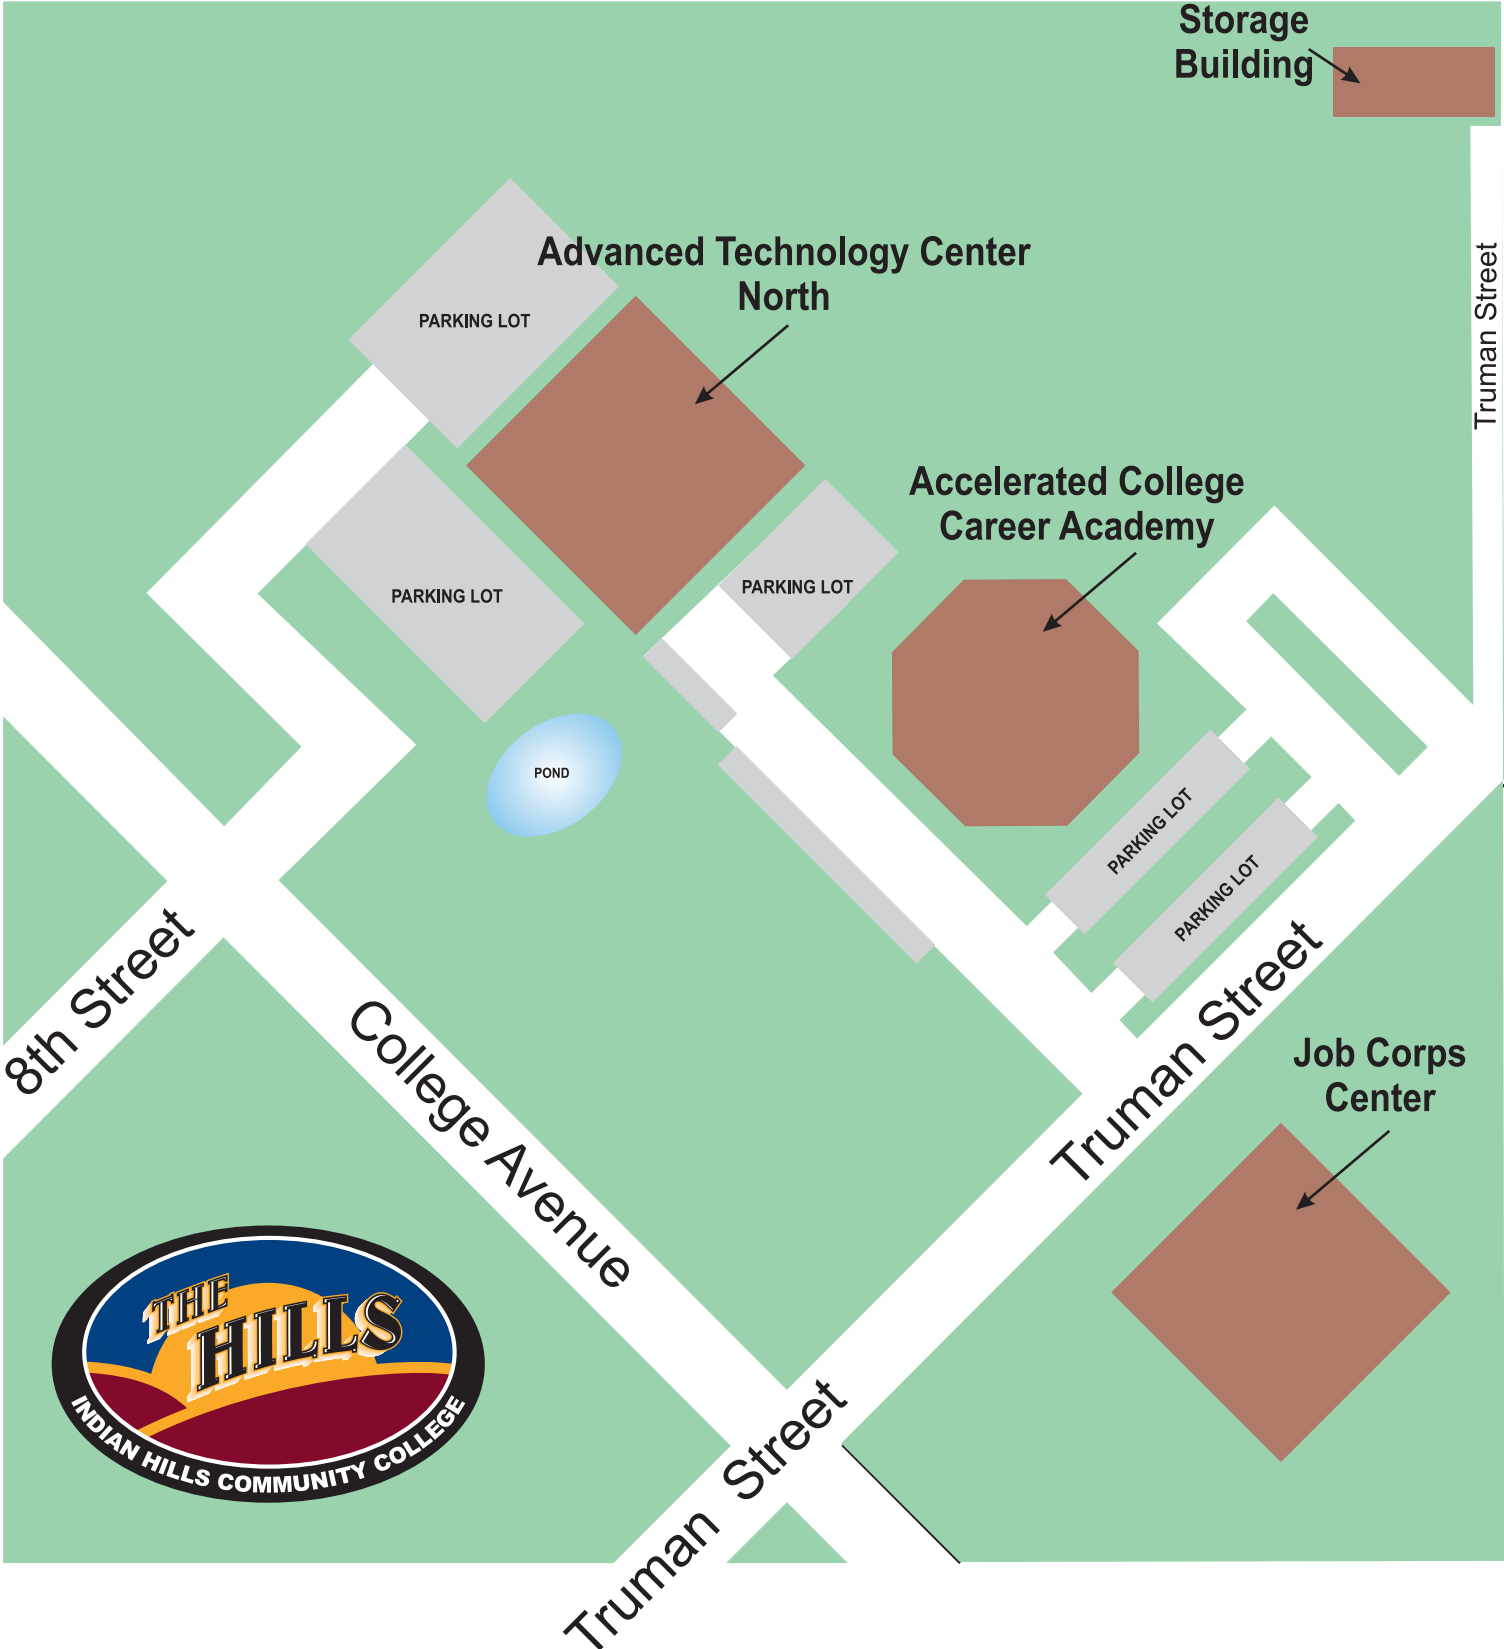 Storage
Building
Truman Street
Advanced Technology Center
North
PARKING LOT
Accelerated College
Career Academy
PARKING LOT
PARKING LOT
POND
PARKING LOT
PARKING LOT
8th Street
College Avenue
Truman Street
Job Corps
Center
THE
HILLS
INDIAN HILLS COMMUNITY COLLEGE
Truman Street